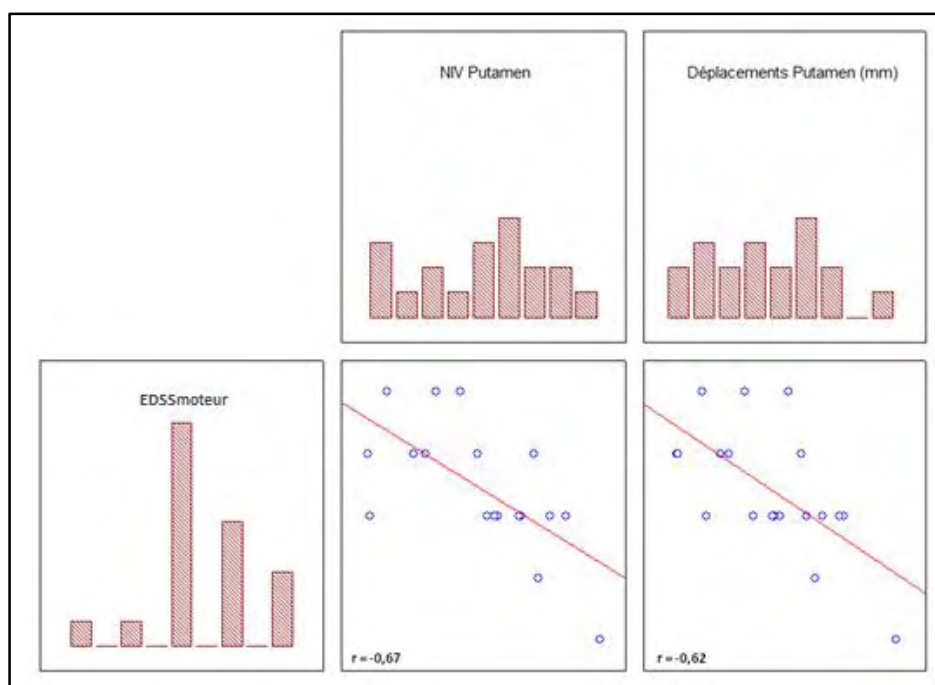 NIV Putamen
Déplacements Putamen (mm)
EDSSmoteur
r = -0,67
r = -0,62